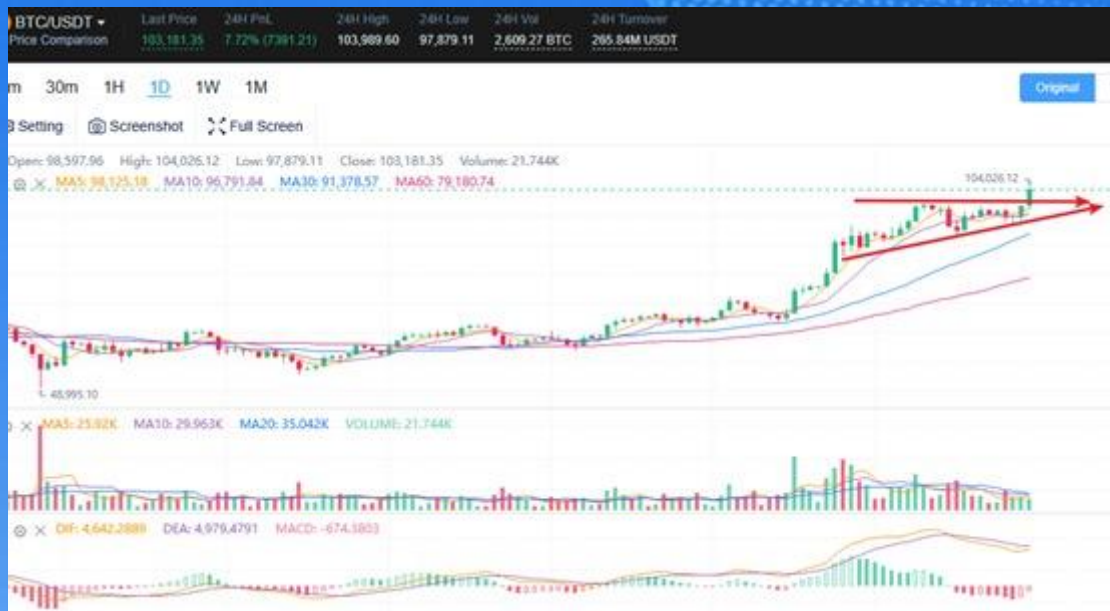 BTC/USDT Last Price 24H PnL 24H High 24H Low 24H Vol 24H Turnover
Price Comparison 103,181.35 7.72% (7391.21) 103,989.60 97,879.11 2,609.27 BTC 265.84M USDT
m 30m 1H 1D 1W 1M Original
Setting Screenshot Full Screen
Open: 98,597.96 High: 104,026.12 Low: 97,879.11 Close: 103,181.35 Volume: 21.744K
MA5: 98,125.18 MA10: 96,791.84 MA30: 91,378.57 MA60: 79,180.74
104,026.12
48,995.10
MA5: 25.92K MA10: 29.963K MA20: 35.042K VOLUME: 21.744K
DIF: 4,642.2889 DEA: 4,979.4791 MACD: -674.3803